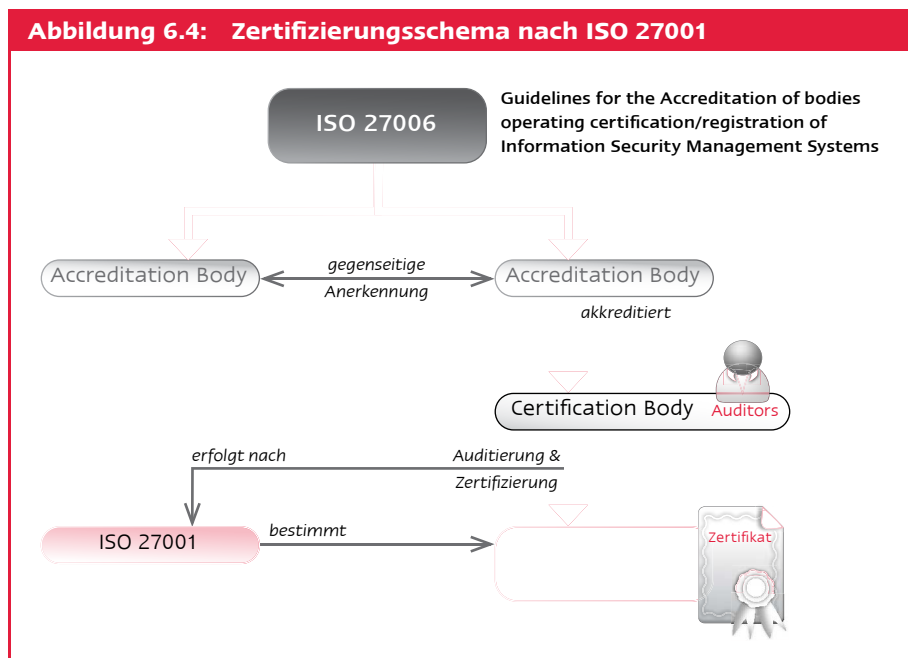 Abbildung 6.4: Zertifizierungsschema nach ISO 27001
ISO 27006
Guidelines for the Accreditation of bodies
operating certification/registration of
Information Security Management Systems
Accreditation Body
gegenseitige
Anerkennung
Accreditation Body
akkreditiert
Certification Body
Auditors
erfolgt nach
Auditierung &
Zertifizierung
ISO 27001
bestimmt
Zertifikat